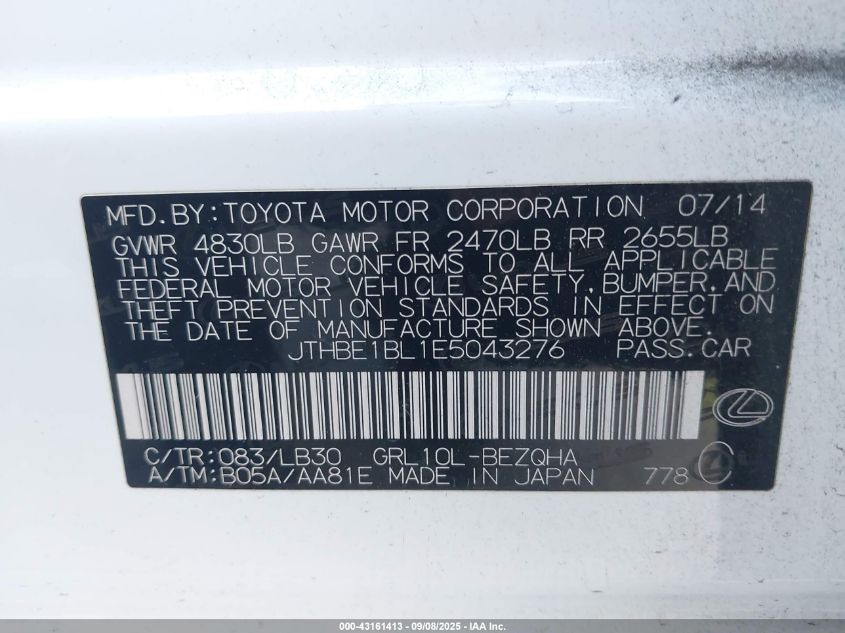 MFD.BY:TOYOTA MOTOR CORPORATION 07/14
GVWR 4830LB GAWR FR 2470LB RR 2655LB
THIS VEHICLE CONFORMS TO ALL APPLICABLE
FEDERAL MOTOR VEHICLE SAFETY,BUMPER,AND
THEFT PREVENTION STANDARDS IN EFFECT ON
THE DATE OF MANUFACTURE SHOWN ABOVE.
JTHBE1BL1E5043276 PASS.CAR
C/TR:083/LB30 GRL10L-BEZQHA
A/TM:B05A/AA81E MADE IN JAPAN 778 C
000-43161413 - 09/08/2025 - IAA Inc.